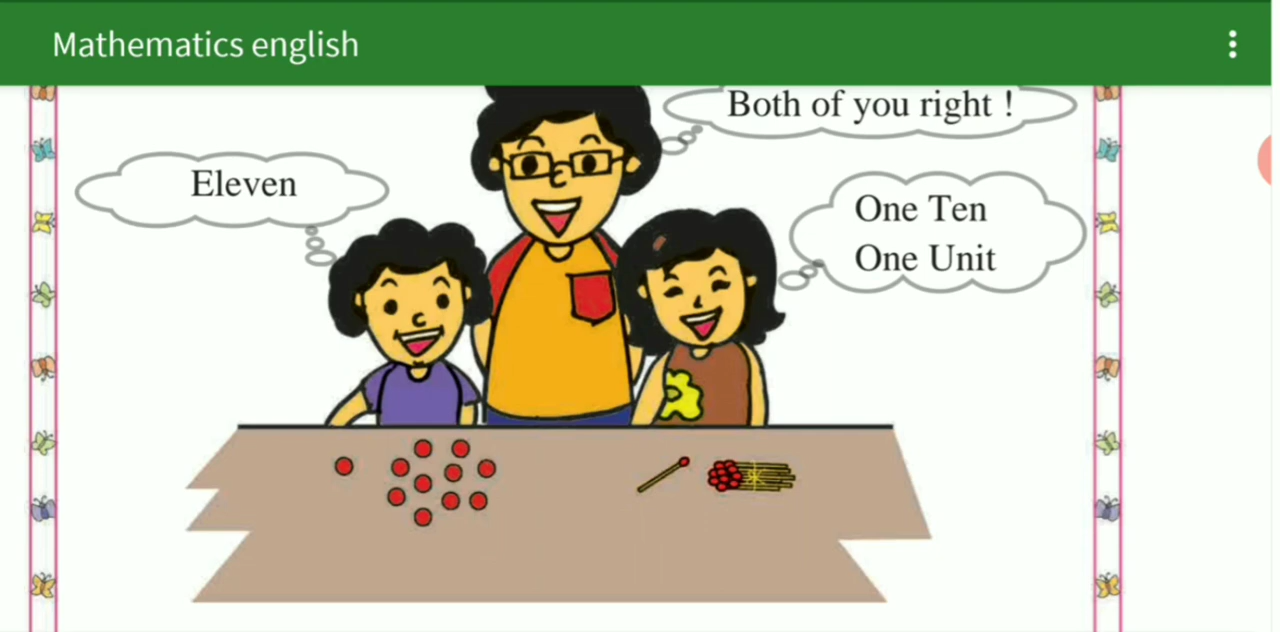 Mathematics english
Both of you right !
Eleven
One Ten
One Unit